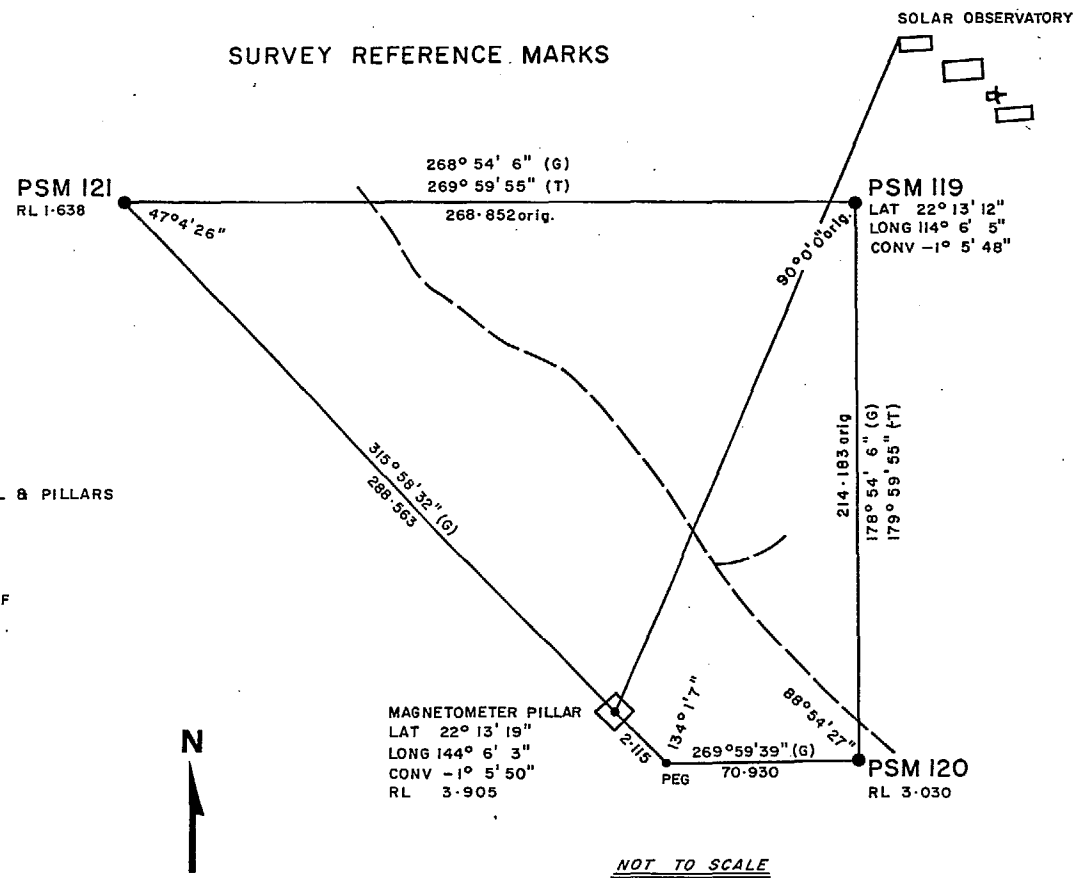 SOLAR OBSERVATORY
SURVEY REFERENCE MARKS
268° 54' 6" (G)
269° 59' 55" (T)
268·852 orig.
PSM 121
RL 1·638
47° 4' 26"
PSM 119
LAT 22° 13' 12"
LONG 114° 6' 5"
CONV -1° 5' 48"
90° 0' 0" orig.
214·183 orig
178° 54' 6" (G)
179° 59' 55" (T)
315° 58' 32" (G)
288·563
& PILLARS
F
MAGNETOMETER PILLAR
LAT 22° 13' 19"
LONG 144° 6' 3"
CONV -1° 5' 50"
RL 3·905
2·115
134° 1' 7"
88° 54' 27"
269° 59' 39" (G)
70·930
PEG
PSM 120
RL 3·030
N
NOT TO SCALE